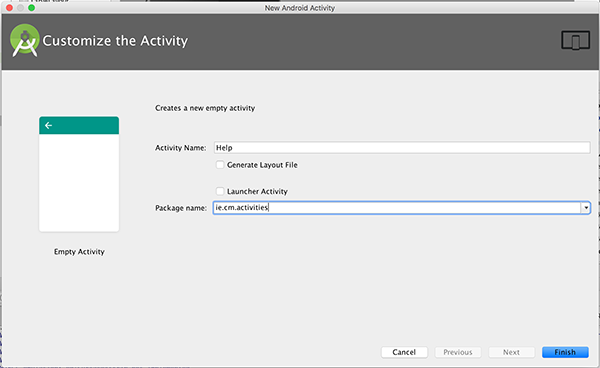 New Android Activity
Customize the Activity
Creates a new empty activity
Activity Name: Help
Generate Layout File
Launcher Activity
Package name: ie.cm.activities
Empty Activity
Cancel Previous Next Finish